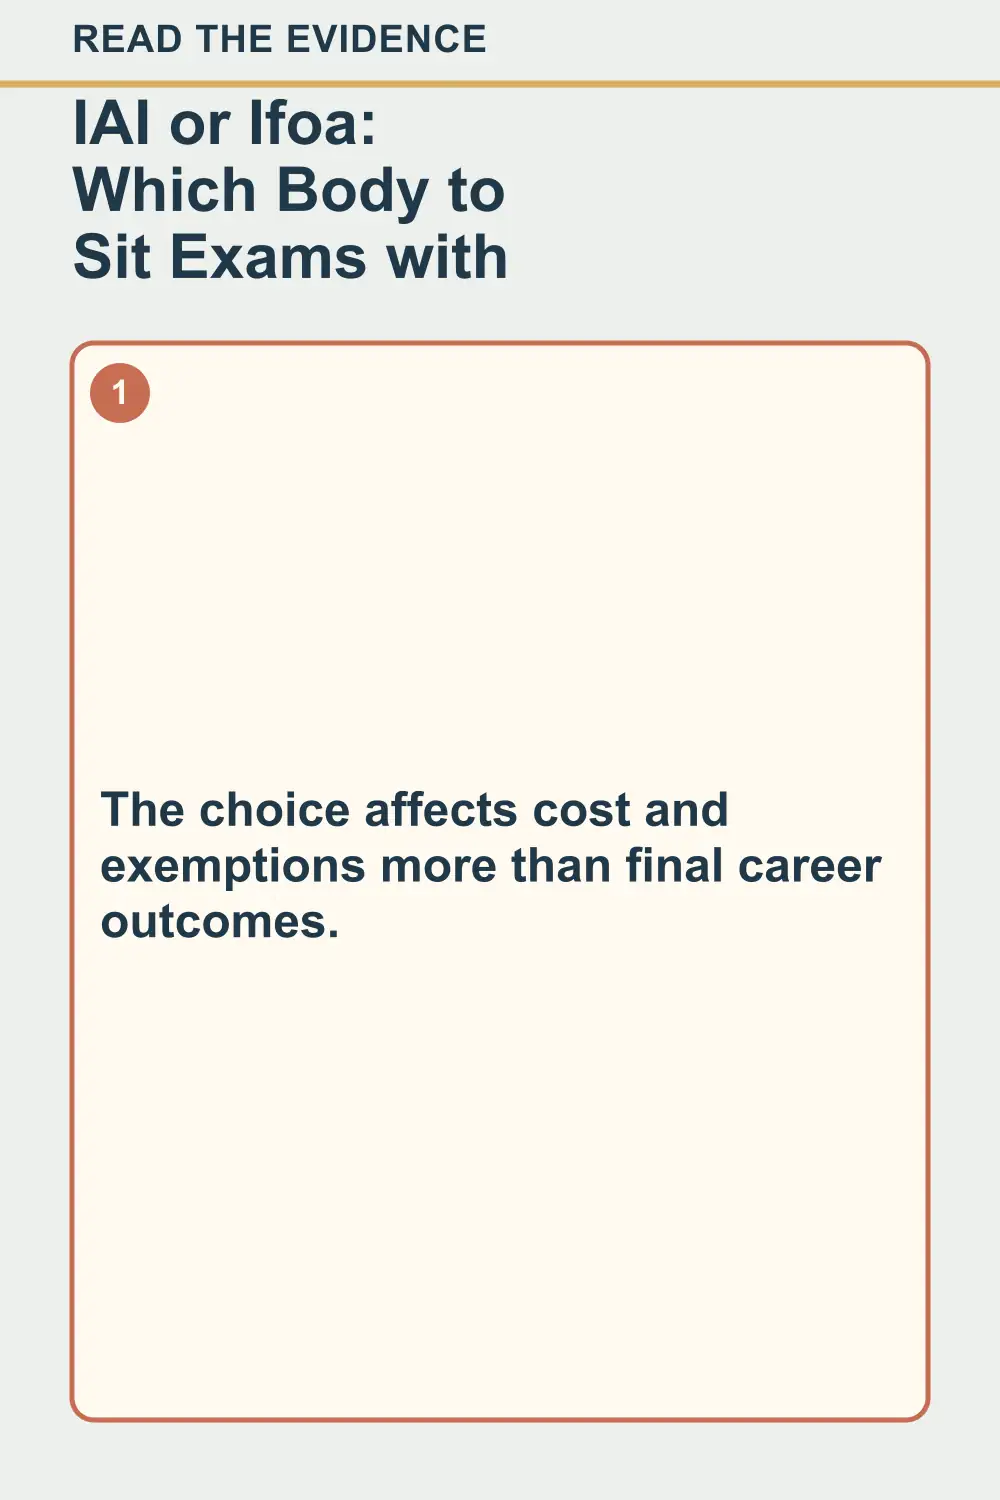 READ THE EVIDENCE
IAI or Ifoa:
Which Body to
Sit Exams with
1
The choice affects cost and
exemptions more than final career
outcomes.